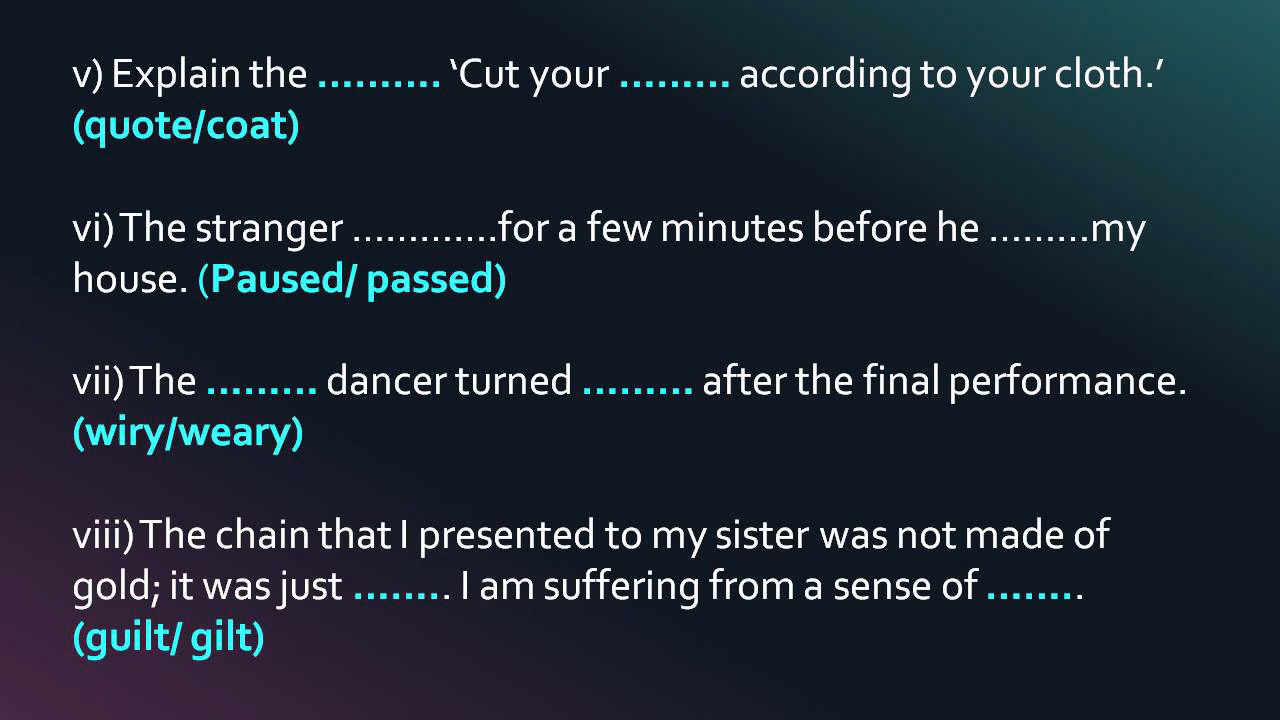 v) Explain the .......... ‘Cut your ......... according to your cloth.’
(quote/coat)
vi) The stranger .............for a few minutes before he .........my
house. (Paused/ passed)
vii) The ......... dancer turned ......... after the final performance.
(wiry/weary)
viii) The chain that I presented to my sister was not made of
gold; it was just ....... . I am suffering from a sense of ....... .
(guilt/ gilt)